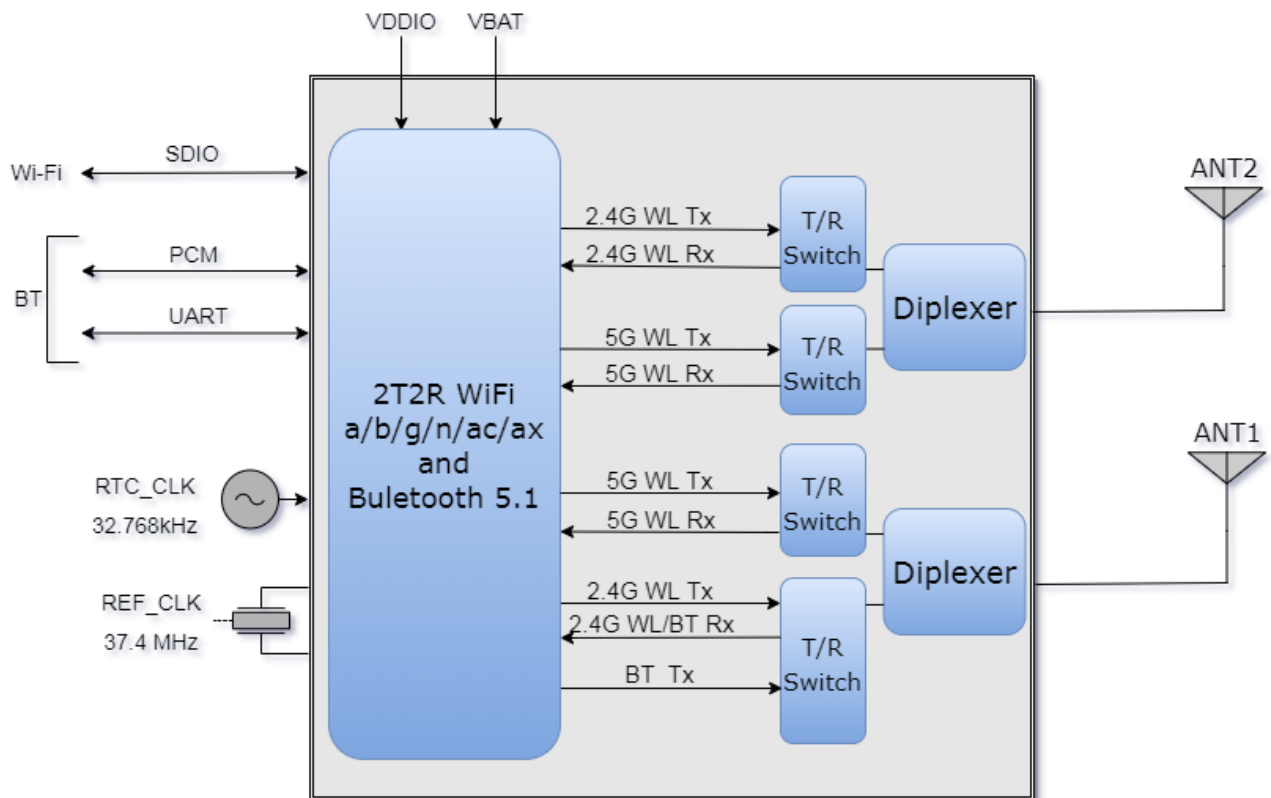 VDDIO
VBAT
SDIO
Wi-Fi
PCM
BT
UART
RTC_CLK
32.768kHz
REF_CLK
37.4 MHz
2T2R WiFi
a/b/g/n/ac/ax
and
Buletooth 5.1
2.4G WL Tx
2.4G WL Rx
5G WL Tx
5G WL Rx
5G WL Tx
5G WL Rx
2.4G WL Tx
2.4G WL/BT Rx
BT Tx
T/R
Switch
T/R
Switch
T/R
Switch
T/R
Switch
Diplexer
Diplexer
ANT2
ANT1